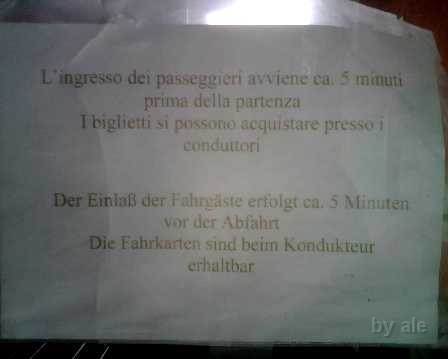 L'ingresso dei passeggieri avviene ca. 5 minuti
prima della partenza
I biglietti si possono acquistare presso i
conduttori
Der Einlaß der Fahrgäste erfolgt ca. 5 Minuten
vor der Abfahrt
Die Fahrkarten sind beim Kondukteur
erhaltbar
by ale